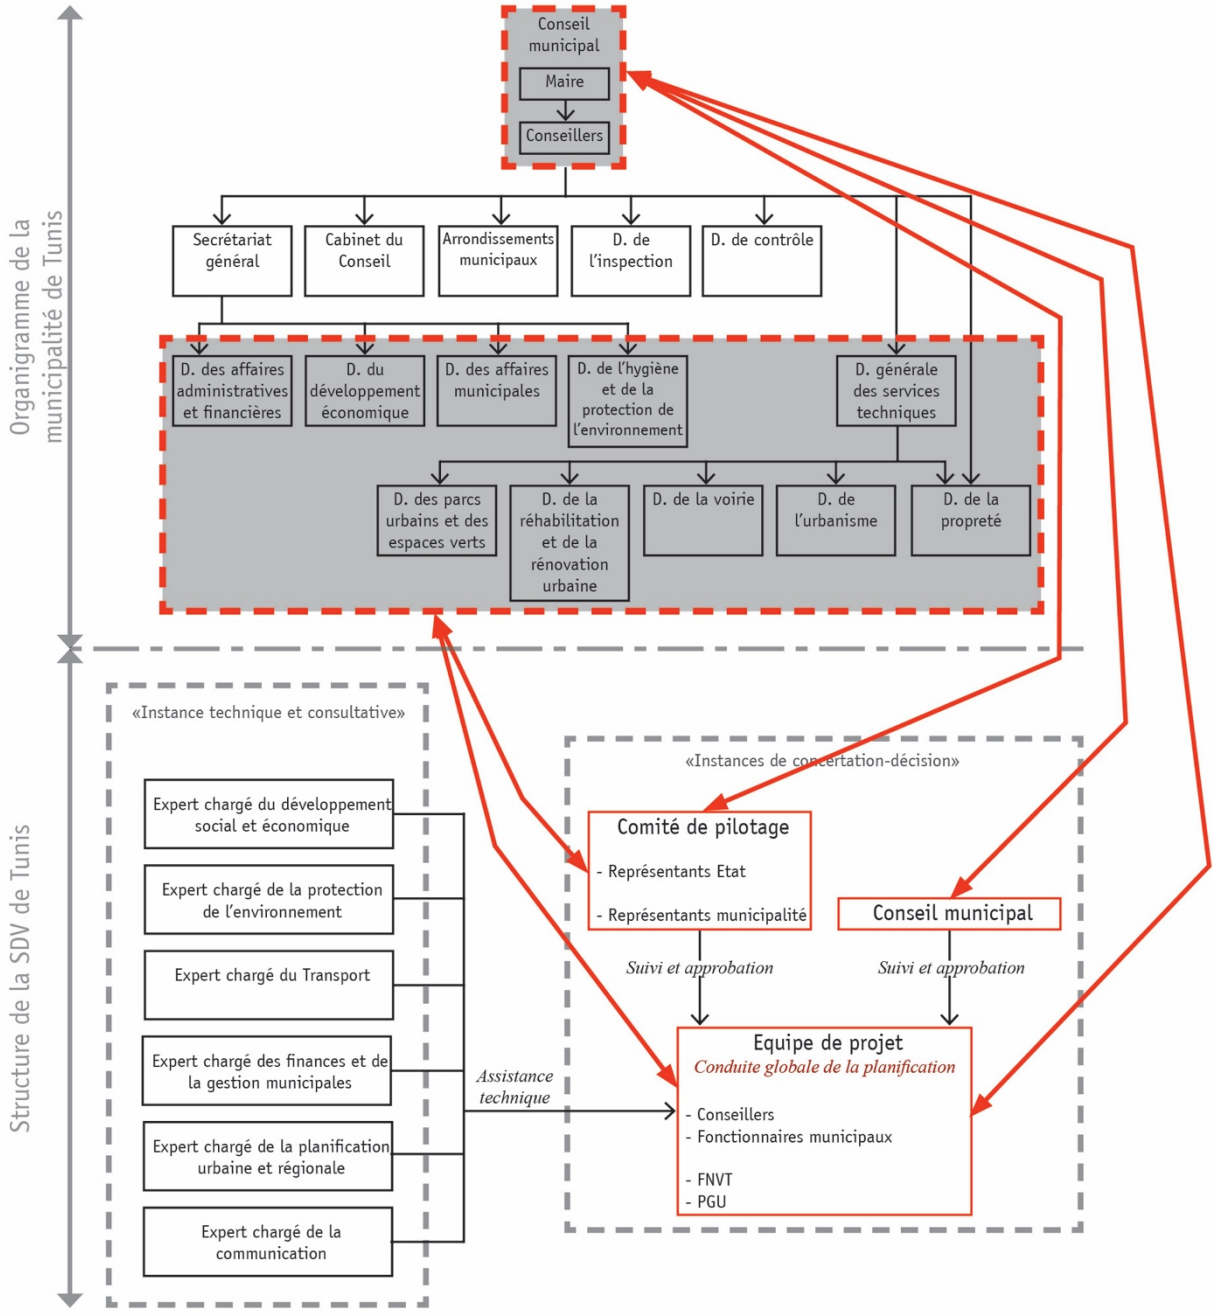 Organigramme de la
municipalité de Tunis
Conseil
municipal
Maire
Conseillers
Secrétariat
général
Cabinet du
Conseil
Arrondissements
municipaux
D. de
l'inspection
D. de contrôle
D. des affaires
administratives
et financières
D. du
développement
économique
D. des affaires
municipales
D. de l'hygiène
et de la
protection de
l'environnement
D. générale
des services
techniques
D. des parcs
urbains et des
espaces verts
D. de la
réhabilitation
et de la
rénovation
urbaine
D. de la voirie
D. de
l'urbanisme
D. de la
propreté
Structure de la SDV de Tunis
«Instance technique et consultative»
Expert chargé du développement
social et économique
Expert chargé de la protection
de l'environnement
Expert chargé du Transport
Expert chargé des finances et de
la gestion municipales
Expert chargé de la planification
urbaine et régionale
Expert chargé de la
communication
Assistance
technique
«Instances de concertation-décision»
Comité de pilotage
- Représentants Etat
- Représentants municipalité
Conseil municipal
Suivi et approbation
Suivi et approbation
Equipe de projet
Conduite globale de la planification
- Conseillers
- Fonctionnaires municipaux
- FNVT
- PGU